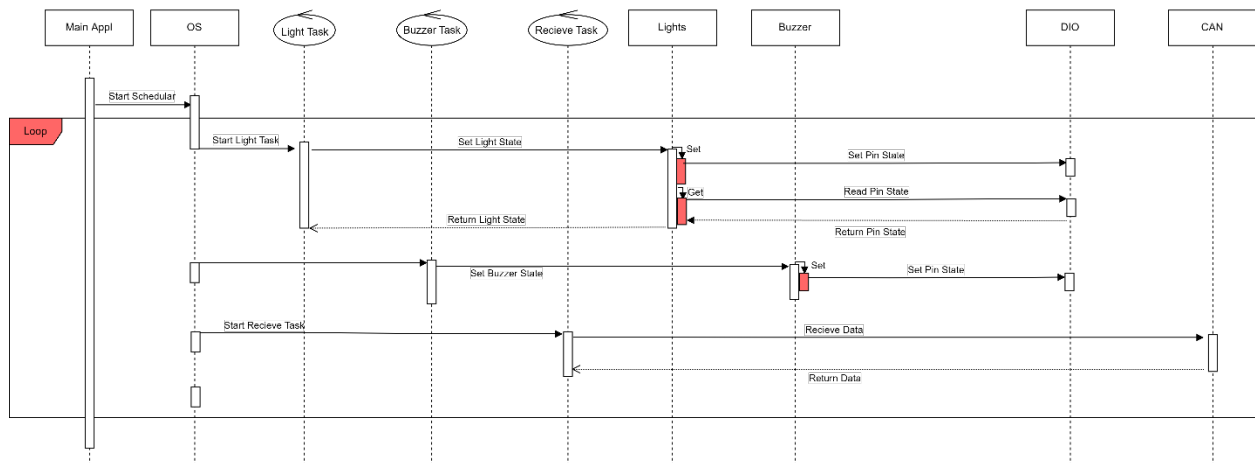 Main Appl
OS
Light Task
Buzzer Task
Recieve Task
Lights
Buzzer
DIO
CAN
Start Schedular
Loop
Start Light Task
Set Light State
Set
Set Pin State
Get
Read Pin State
Return Light State
Return Pin State
Set Buzzer State
Set
Set Pin State
Start Recieve Task
Recieve Data
Return Data